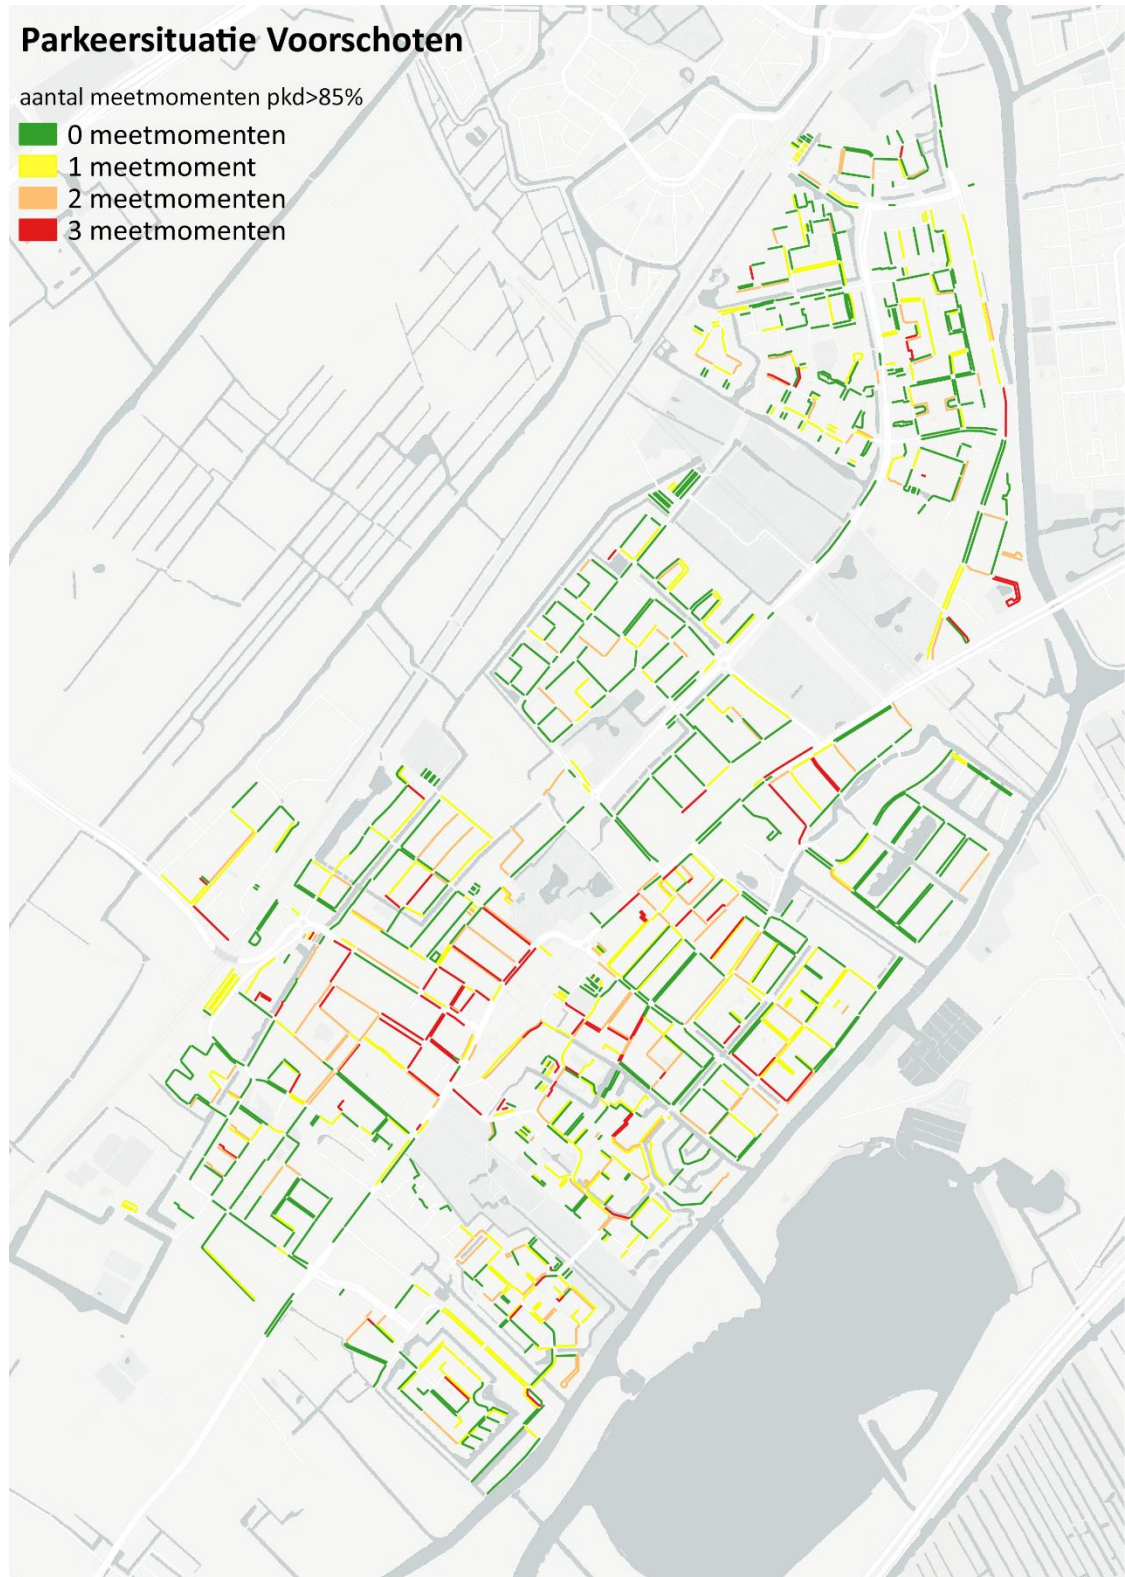 Parkeersituatie Voorschoten
aantal meetmomenten pkd>85%
0 meetmomenten
1 meetmoment
2 meetmomenten
3 meetmomenten